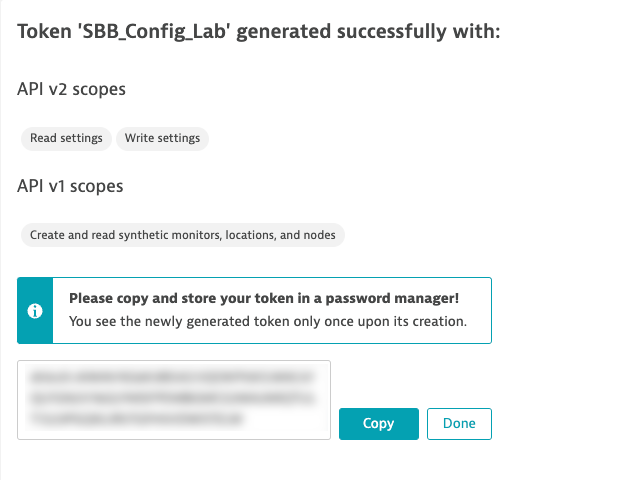 Token 'SBB_Config_Lab' generated successfully with:
API v2 scopes
Read settings Write settings
API v1 scopes
Create and read synthetic monitors, locations, and nodes
Please copy and store your token in a password manager!
You see the newly generated token only once upon its creation.
Copy Done